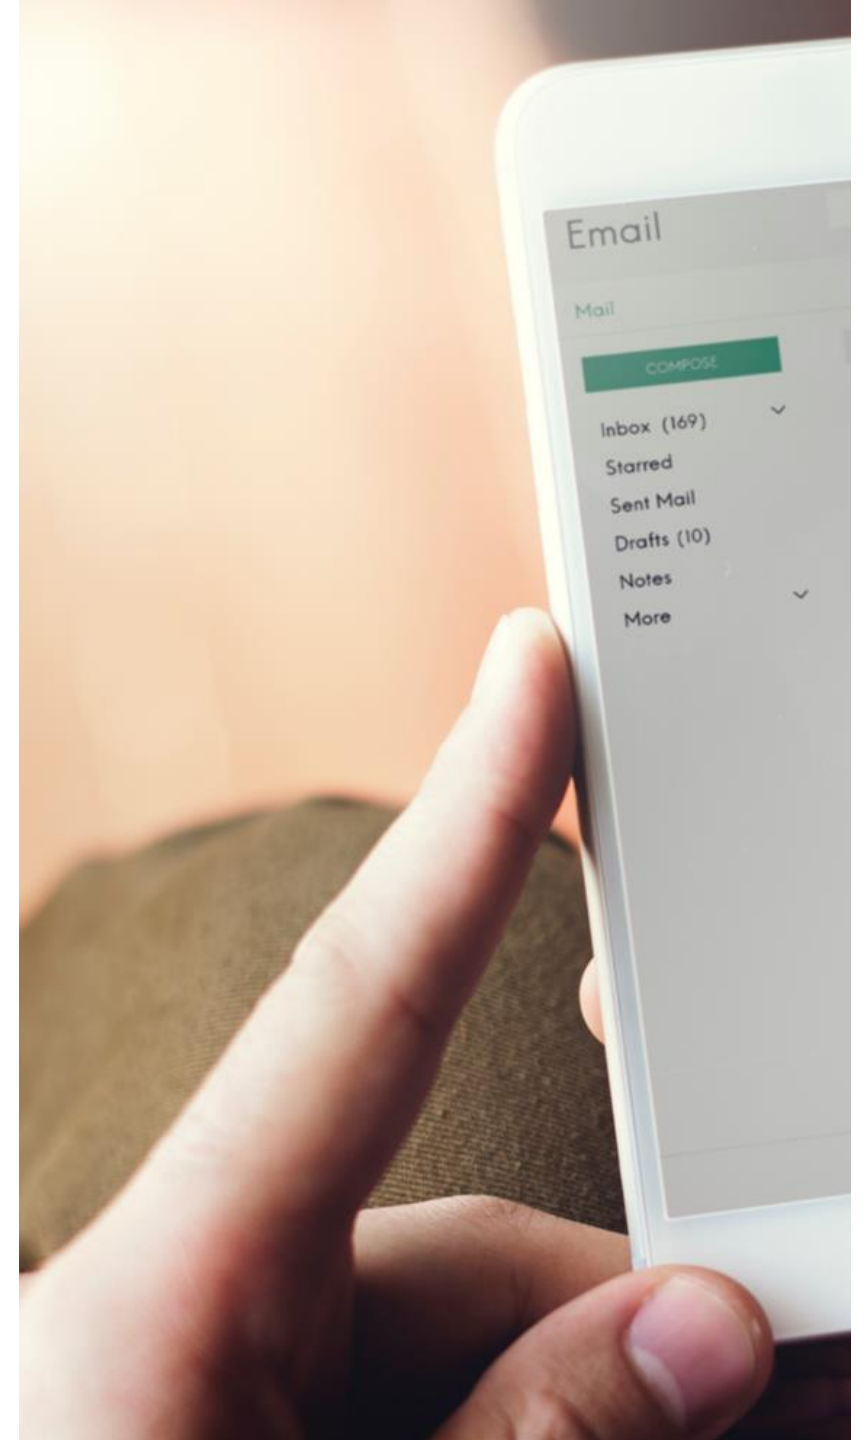 Email
Mail
COMPOSE
Inbox (169)
Starred
Sent Mail
Drafts (10)
Notes
More